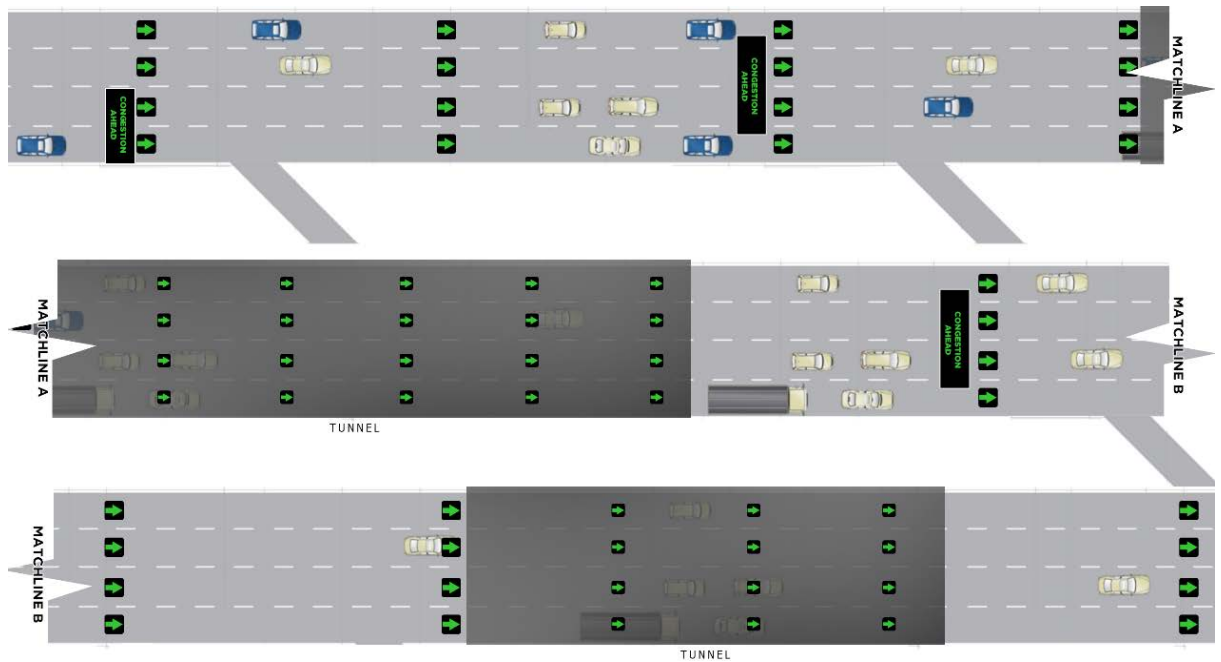 CONGESTION
AHEAD
CONGESTION
AHEAD
MATCHLINE A
MATCHLINE A
TUNNEL
CONGESTION
AHEAD
MATCHLINE B
MATCHLINE B
TUNNEL